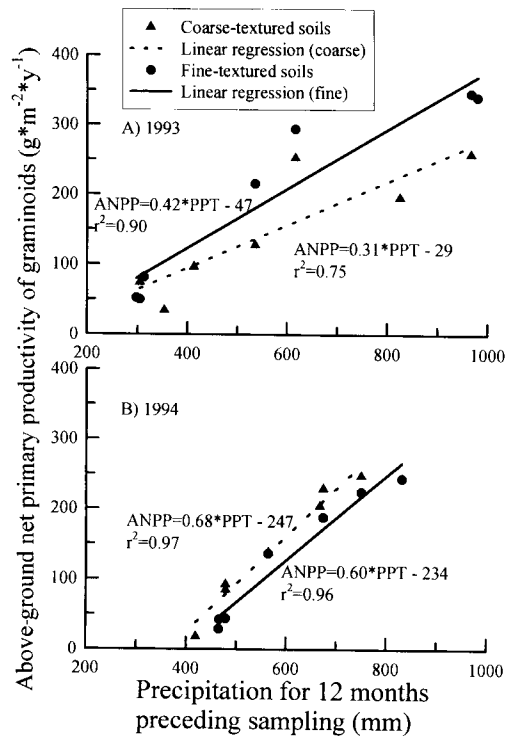 Coarse-textured soils
Linear regression (coarse)
Fine-textured soils
Linear regression (fine)
Above-ground net primary productivity of graminoids (g*m-2*y-1)
400
300
200
100
0
A) 1993
ANPP=0.42*PPT - 47
r2=0.90
ANPP=0.31*PPT - 29
r2=0.75
200 400 600 800 1000
400
300
200
100
0
B) 1994
ANPP=0.68*PPT - 247
r2=0.97
ANPP=0.60*PPT - 234
r2=0.96
200 400 600 800 1000
Precipitation for 12 months
preceding sampling (mm)